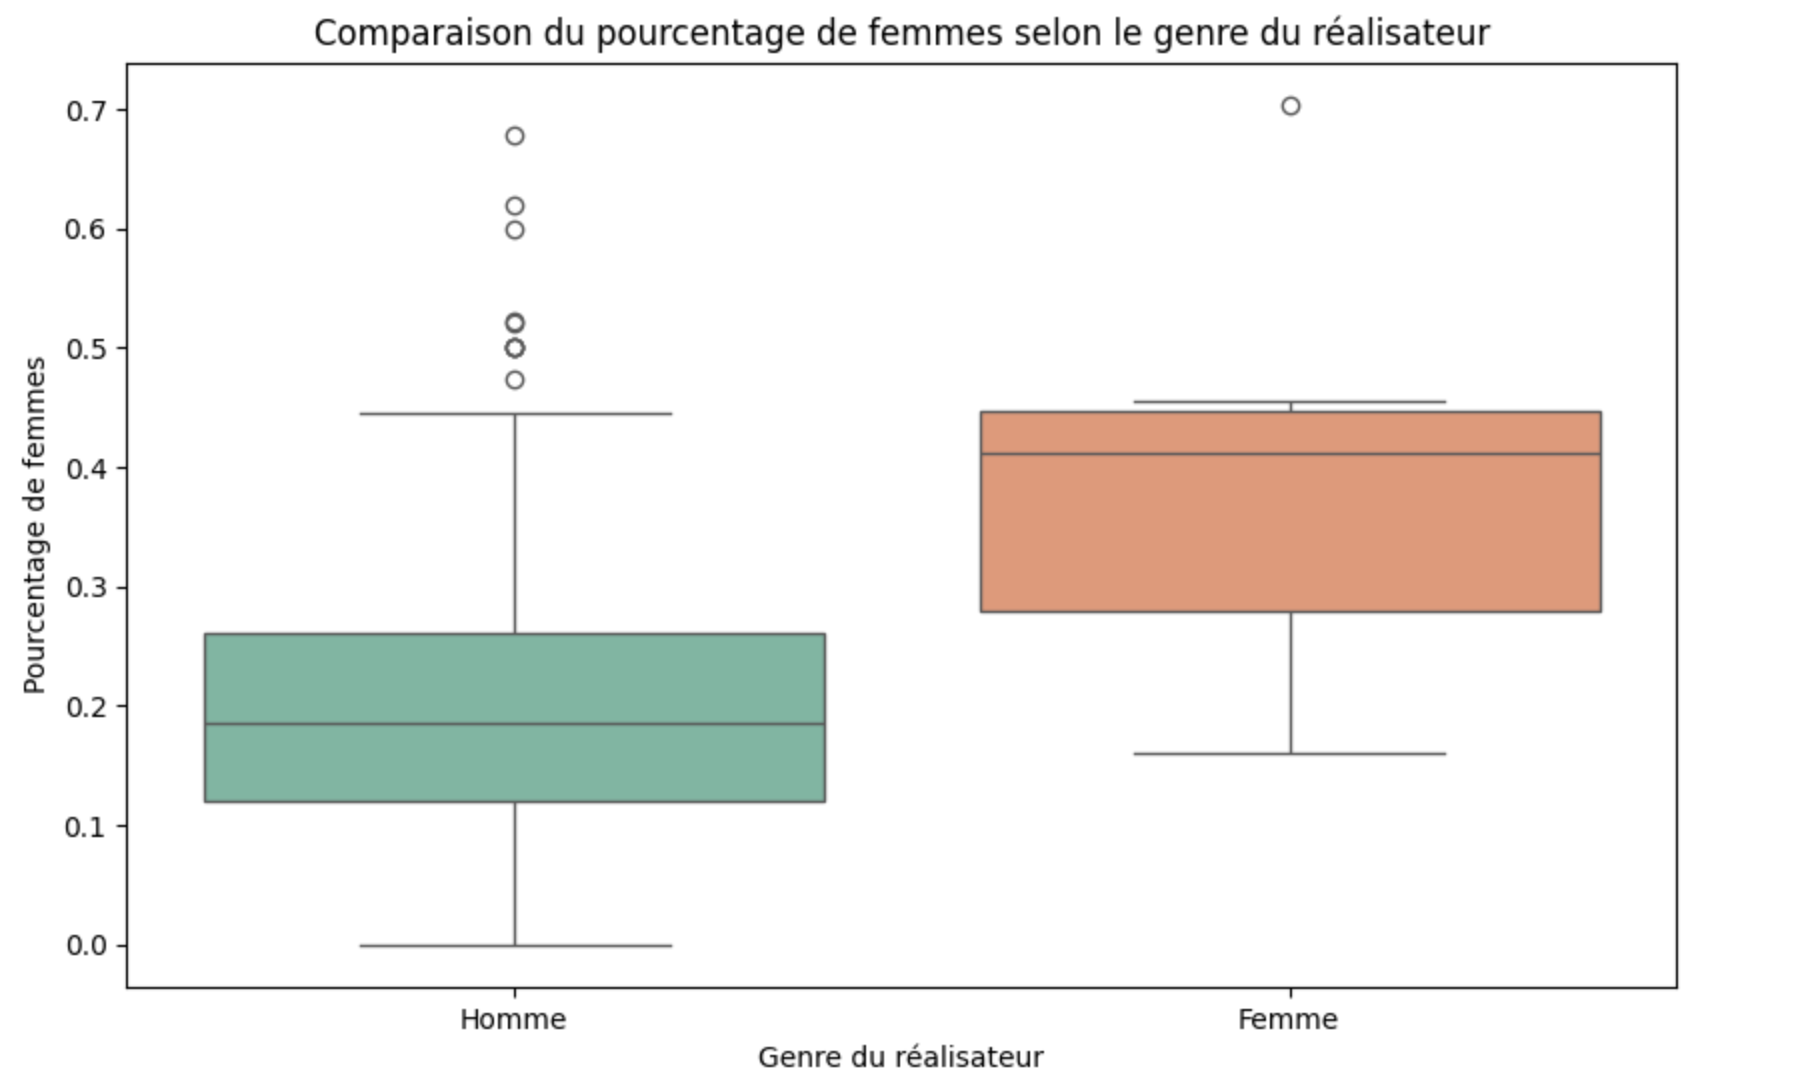 Comparaison du pourcentage de femmes selon le genre du réalisateur
Pourcentage de femmes
0.7
0.6
0.5
0.4
0.3
0.2
0.1
0.0
Homme
Femme
Genre du réalisateur